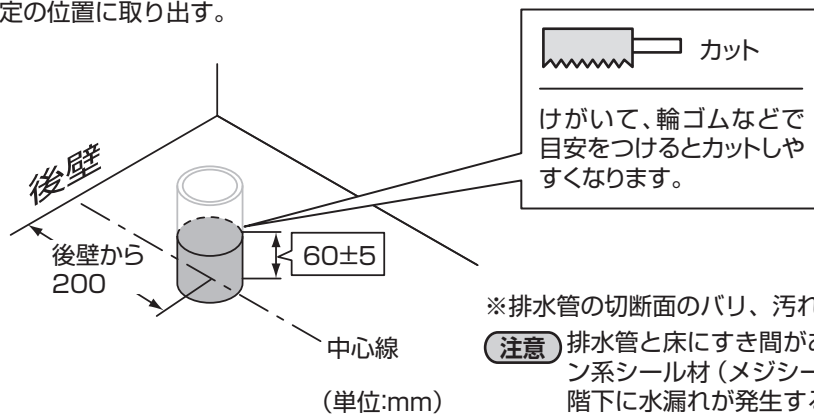 定の位置に取り出す。
カット
けがいて、輪ゴムなどで
目安をつけるとカットしや
すくなります。
後壁
後壁から
200
60±5
中心線
(単位:mm)
※排水管の切断面のバリ、汚れ
注意 排水管と床にすき間があ
ン系シール材(メジシー
階下に水漏れが発生する